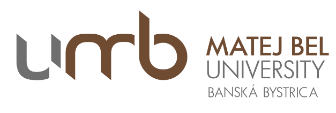 umb
MATEJ BEL
UNIVERSITY
BANSKÁ BYSTRICA